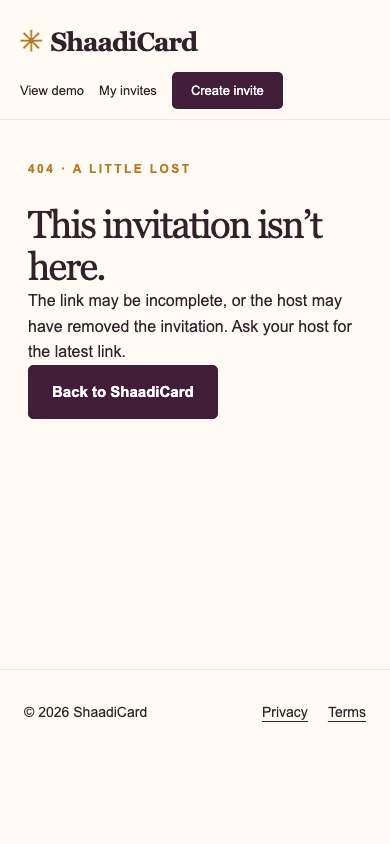 ShaadiCard
View demo My invites Create invite
404 · A LITTLE LOST
This invitation isn’t
here.
The link may be incomplete, or the host may
have removed the invitation. Ask your host for
the latest link.
Back to ShaadiCard
© 2026 ShaadiCard Privacy Terms